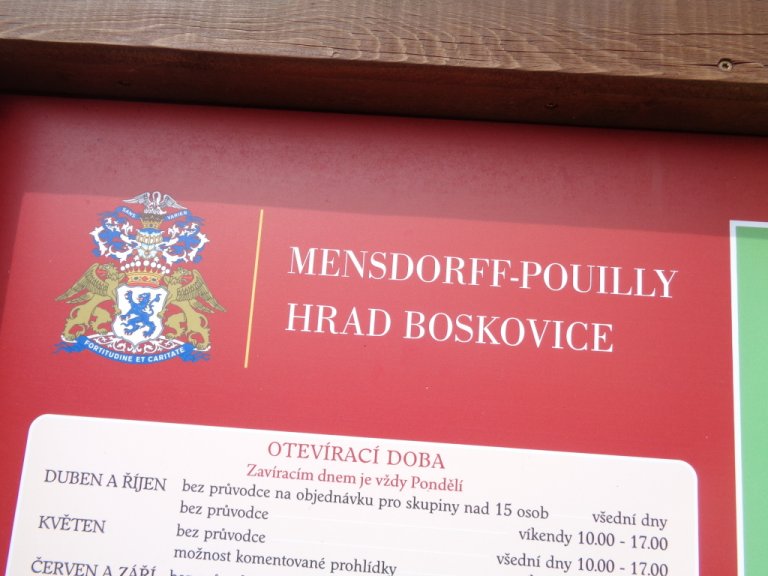 SANS VARIER
MENSDORFF-POUILLY
HRAD BOSKOVICE
FORTITUDINE ET CARITATE
OTEVÍRACÍ DOBA
Zavíracím dnem je vždy Pondělí
DUBEN A ŘÍJEN bez průvodce na objednávku pro skupiny nad 15 osob všední dny
bez průvodce víkendy 10.00 - 17.00
KVĚTEN bez průvodce všední dny 10.00 - 17.00
možnost komentované prohlídky
ČERVEN A ZÁŘÍ